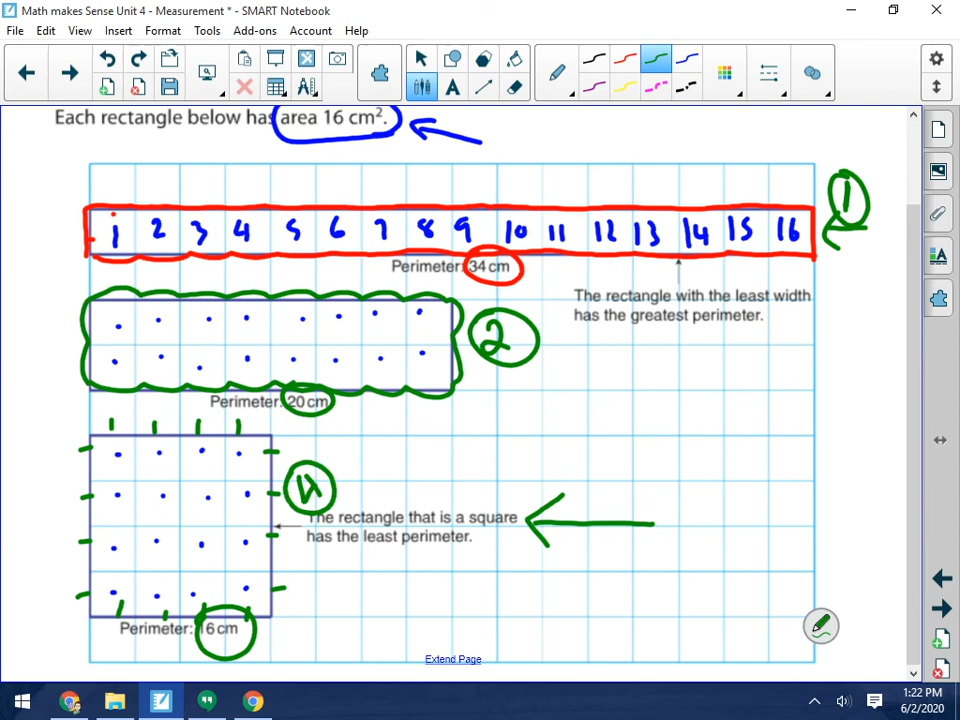 Math makes Sense Unit 4 - Measurement * - SMART Notebook
File Edit View Insert Format Tools Add-ons Account Help
Each rectangle below has area 16 cm².
1
1 2 3 4 5 6 7 8 9 10 11 12 13 14 15 16
Perimeter: 34 cm
The rectangle with the least width
has the greatest perimeter.
2
Perimeter: 20 cm
4
The rectangle that is a square
has the least perimeter.
Perimeter: 16 cm
Extend Page
1:22 PM
6/2/2020